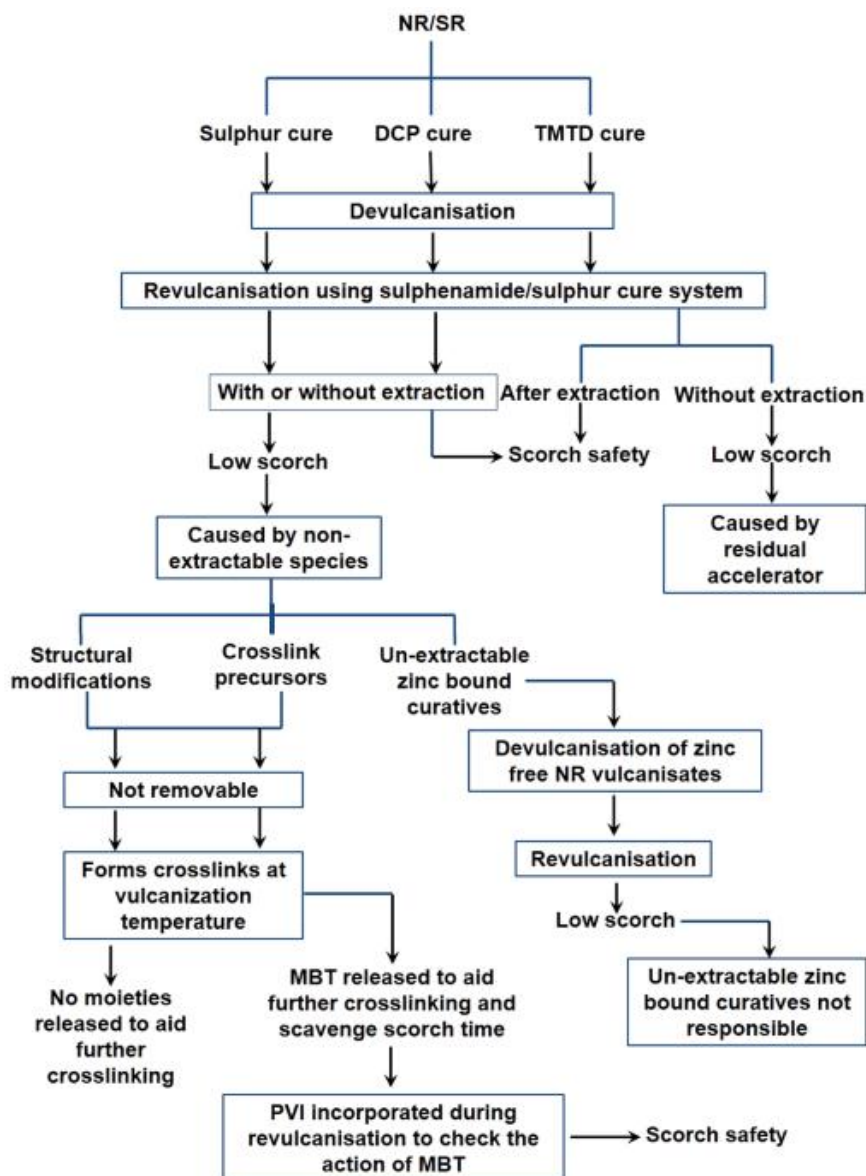 NR/SR
Sulphur cure
DCP cure
TMTD cure
Devulcanisation
Revulcanisation using sulphenamide/sulphur cure system
With or without extraction
After extraction
Without extraction
Low scorch
Scorch safety
Low scorch
Caused by non-
extractable species
Caused by
residual
accelerator
Structural
modifications
Crosslink
precursors
Un-extractable
zinc bound
curatives
Not removable
Devulcanisation of zinc
free NR vulcanisates
Forms crosslinks at
vulcanization
temperature
Revulcanisation
Low scorch
No moieties
released to aid
further
crosslinking
MBT released to aid
further crosslinking and
scavenge scorch time
Un-extractable zinc
bound curatives not
responsible
PVI incorporated during
revulcanisation to check the
action of MBT
Scorch safety